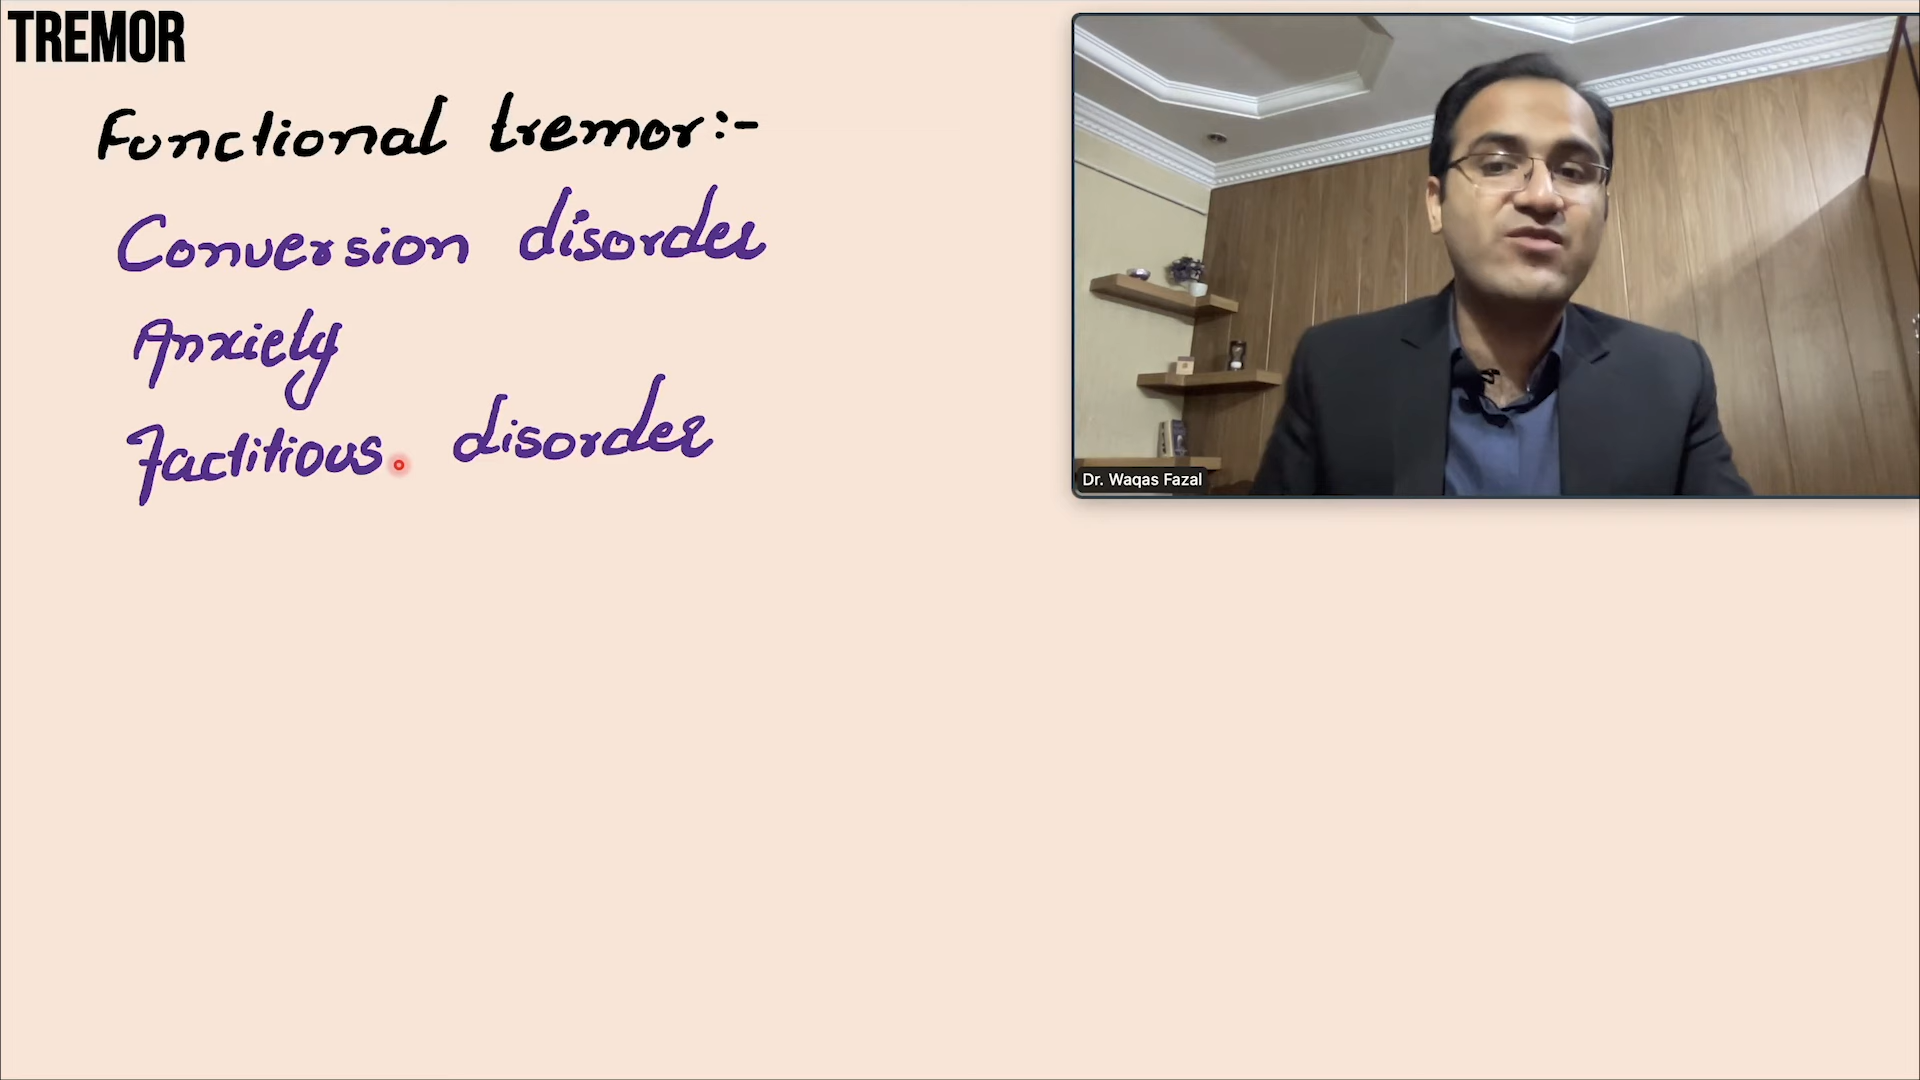 TREMOR
Functional tremor:-
Conversion disorder
Anxiety
Factitious disorder
Dr. Waqas Fazal